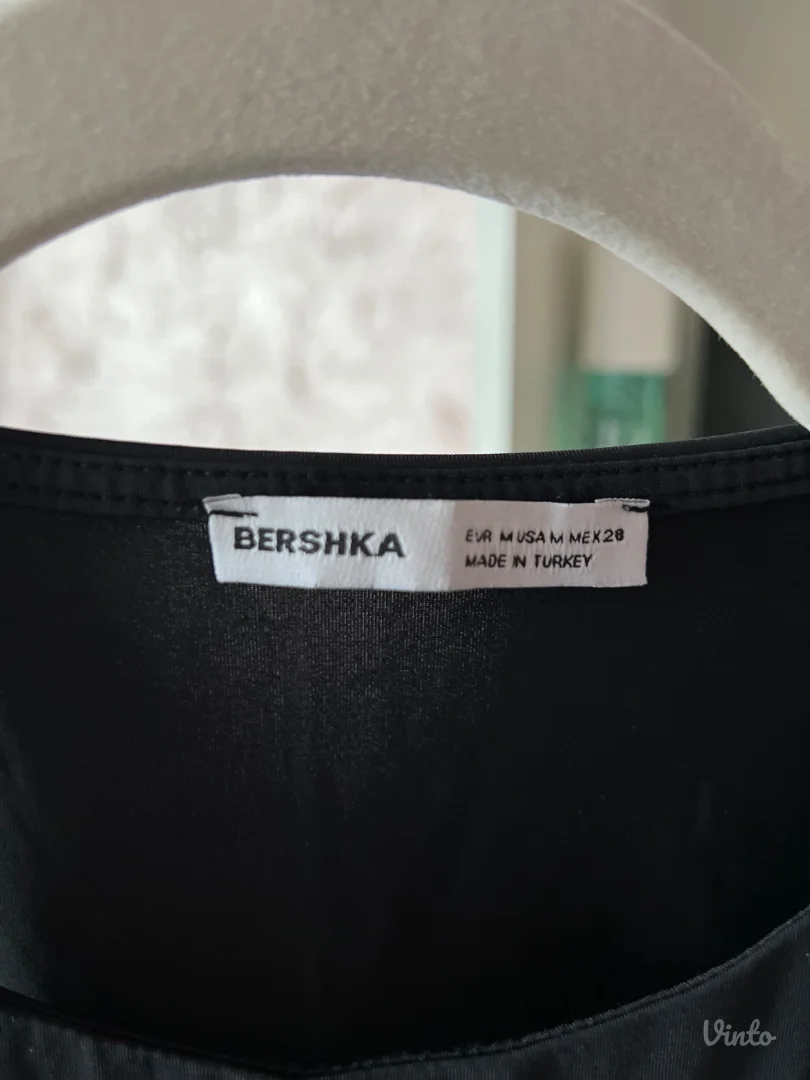 BERSHKA
EUR M USA M MEX 28
MADE IN TURKEY
Vinto